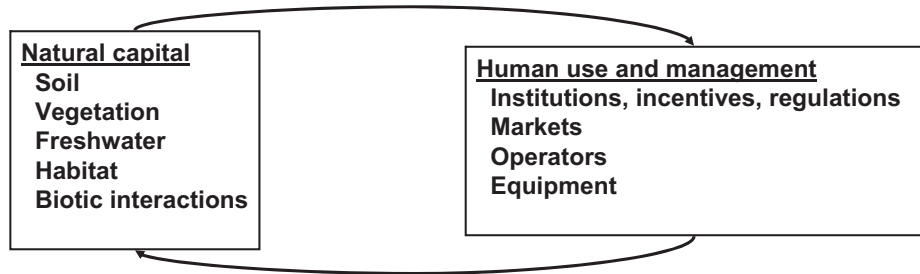 Natural capital
Soil
Vegetation
Freshwater
Habitat
Biotic interactions
Human use and management
Institutions, incentives, regulations
Markets
Operators
Equipment